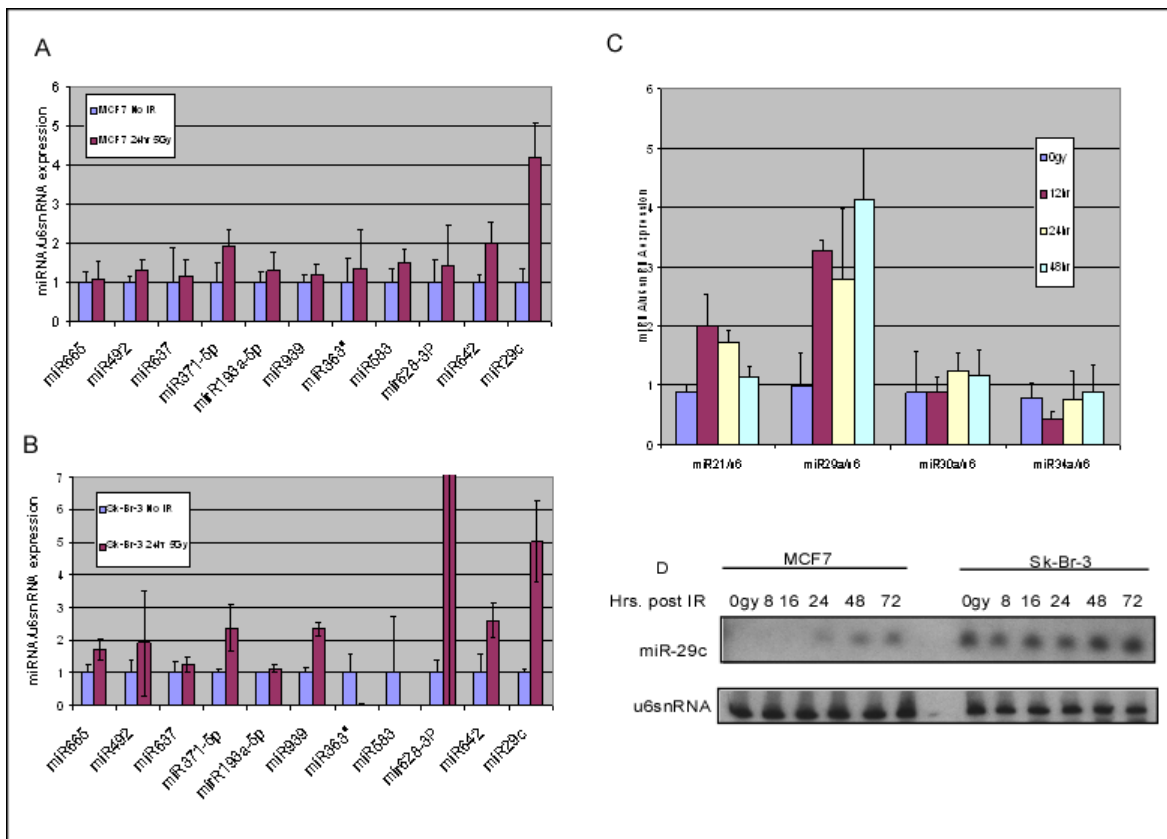 A
miRNA/u6snRNA expression
6
5
4
3
2
1
0
MCF7 No IR
MCF7 24hr 5Gy
miR665
miR492
miR637
miR371-5p
mirR193a-5p
miR939
miR363*
miR583
mir628-3P
miR642
miR29c
B
miRNA/u6snRNA expression
7
6
5
4
3
2
1
0
Sk-Br-3 No IR
Sk-Br-3 24hr 5Gy
miR665
miR492
miR637
miR371-5p
mirR193a-5p
miR939
miR363*
miR583
mir628-3P
miR642
miR29c
C
expression
6
5
4
3
2
1
0
0gy
12hr
24hr
48hr
miR21/u6
miR29a/u6
miR30a/u6
miR34a/u6
D
MCF7
Sk-Br-3
Hrs. post IR 0gy 8 16 24 48 72 0gy 8 16 24 48 72
miR-29c
u6snRNA